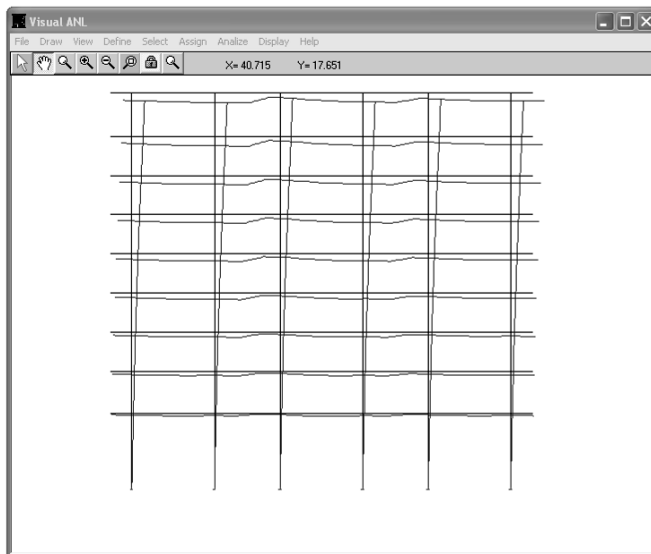 Visual ANL
File Draw View Define Select Assign Analize Display Help
X= 40.715 Y= 17.651